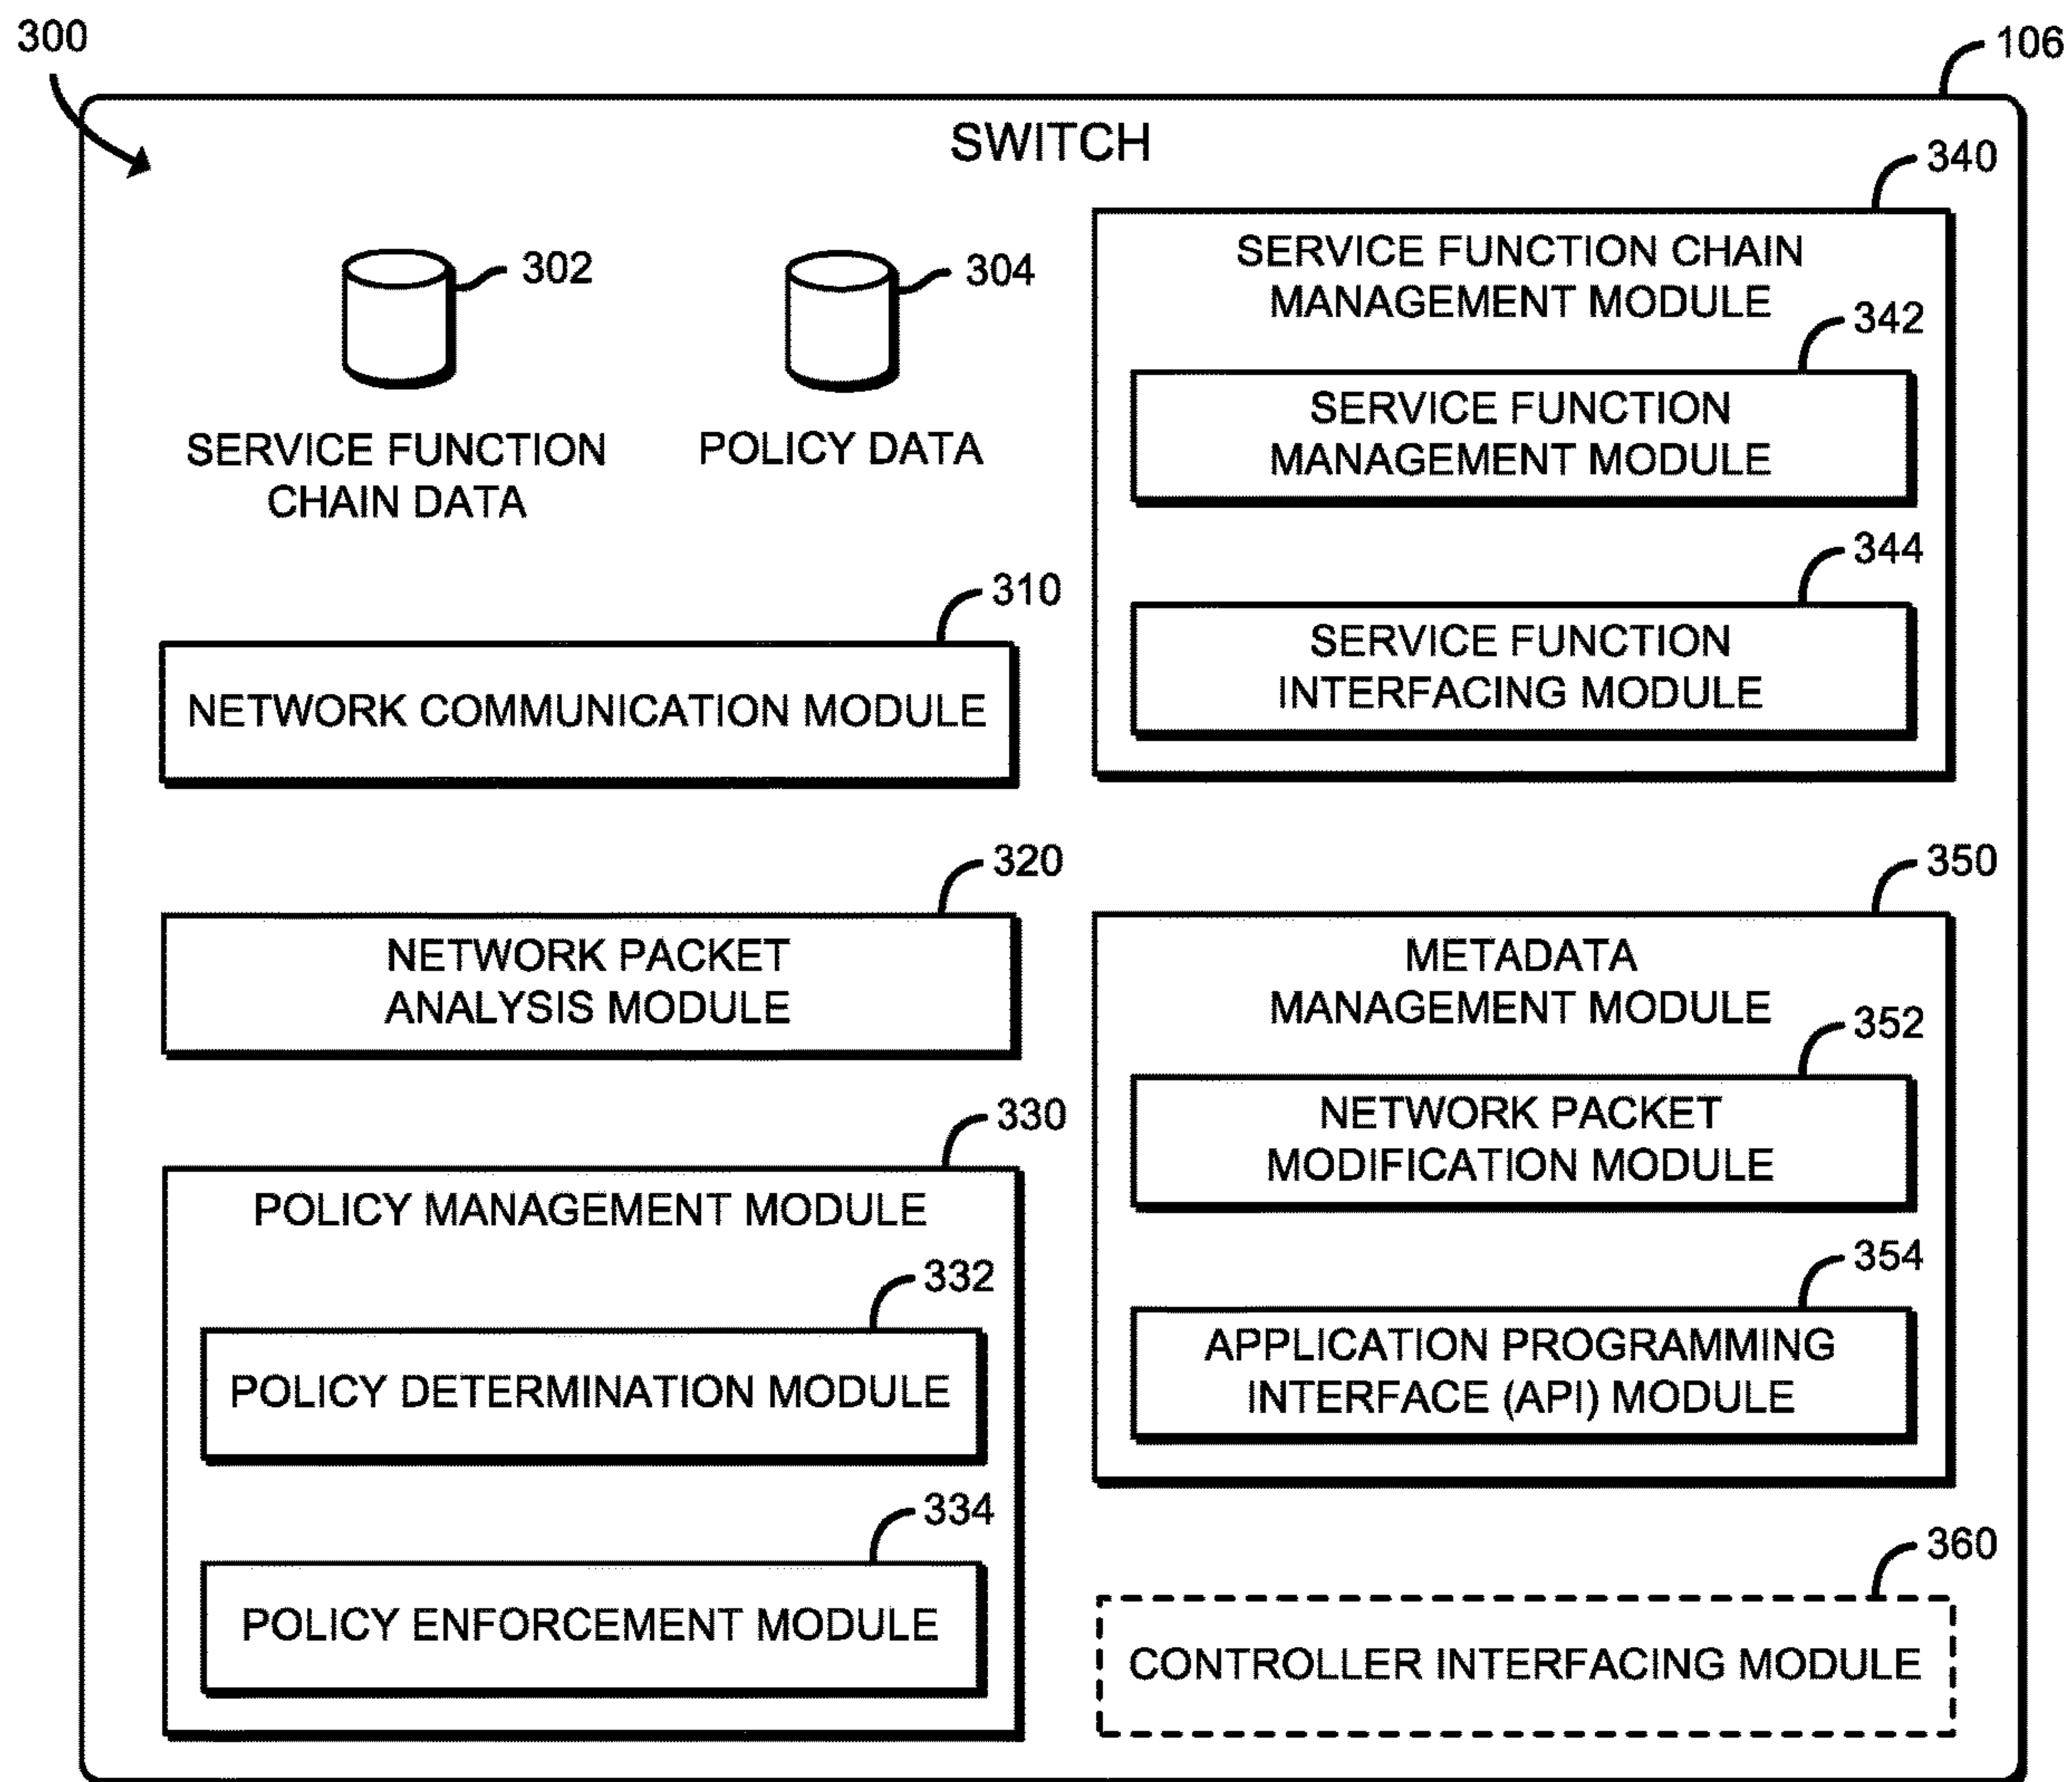 300
106
SWITCH
302
SERVICE FUNCTION
CHAIN DATA
304
POLICY DATA
310
NETWORK COMMUNICATION MODULE
320
NETWORK PACKET
ANALYSIS MODULE
330
POLICY MANAGEMENT MODULE
332
POLICY DETERMINATION MODULE
334
POLICY ENFORCEMENT MODULE
340
SERVICE FUNCTION CHAIN
MANAGEMENT MODULE
342
SERVICE FUNCTION
MANAGEMENT MODULE
344
SERVICE FUNCTION
INTERFACING MODULE
350
METADATA
MANAGEMENT MODULE
352
NETWORK PACKET
MODIFICATION MODULE
354
APPLICATION PROGRAMMING
INTERFACE (API) MODULE
360
CONTROLLER INTERFACING MODULE